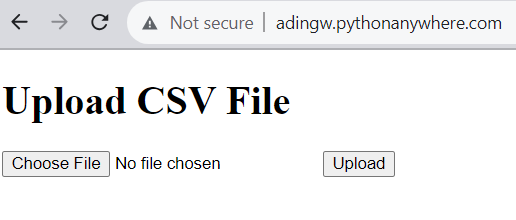 Not secure adingw.pythonanywhere.com
Upload CSV File
Choose File No file chosen Upload